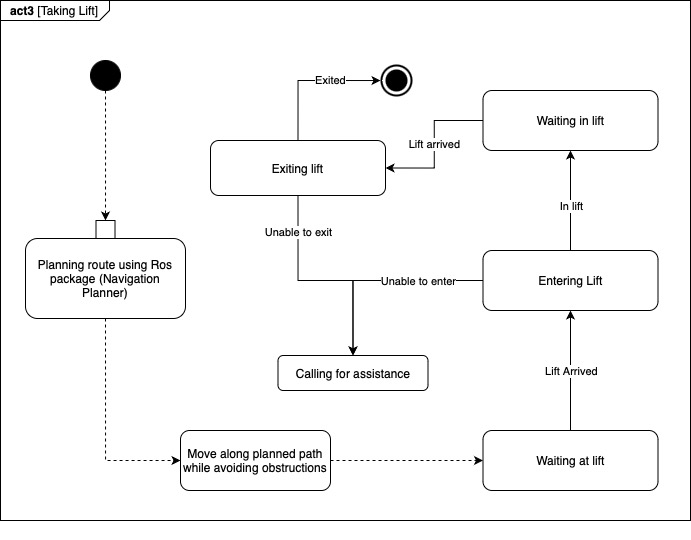 act3 [Taking Lift]
Exited
Waiting in lift
Lift arrived
Exiting lift
In lift
Unable to exit
Planning route using Ros
package (Navigation
Planner)
Unable to enter
Entering Lift
Calling for assistance
Lift Arrived
Move along planned path
while avoiding obstructions
Waiting at lift